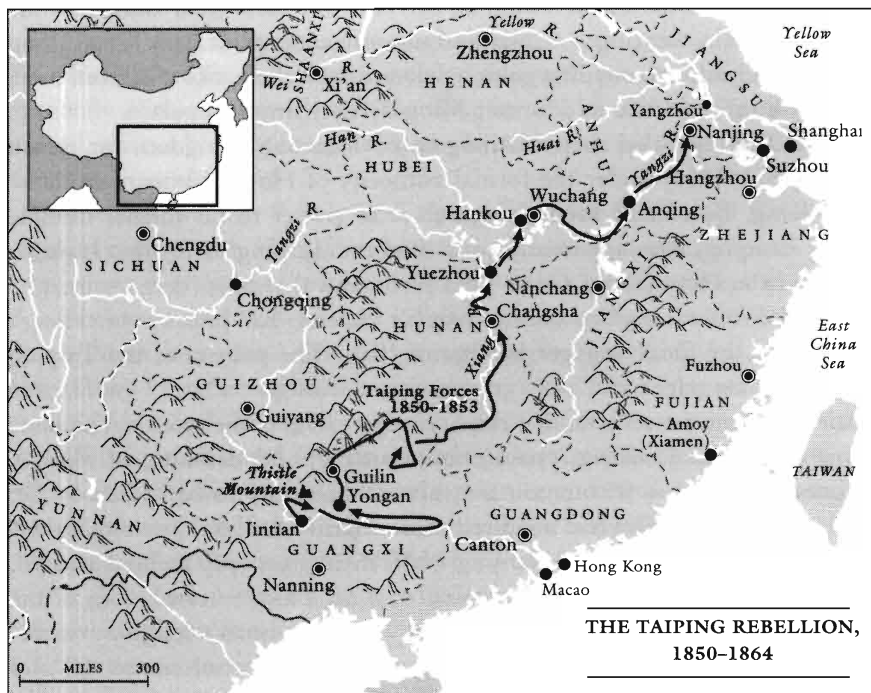 Yellow R.
Yellow
Sea
Zhengzhou
SHAANXI
JIANGSU
Wei R.
Xi'an
HENAN
Yangzhou
Nanjing
Shanghai
Suzhou
Han R.
Huai R.
ANHUI
Yangzi R.
HUBEI
Hangzhou
Wuchang
Hankou
Anqing
ZHEJIANG
Chengdu
Yangzi R.
SICHUAN
Yuezhou
Chongqing
Nanchang
JIANGXI
Changsha
HUNAN
Xiang R.
East
China
Sea
Fuzhou
GUIZHOU
Taiping Forces
1850–1853
FUJIAN
Guiyang
Amoy
(Xiamen)
Thistle
Mountain
Guilin
TAIWAN
Yongan
YUNNAN
GUANGDONG
Jintian
GUANGXI
Canton
Nanning
Hong Kong
Macao
THE TAIPING REBELLION,
1850–1864
0 MILES 300